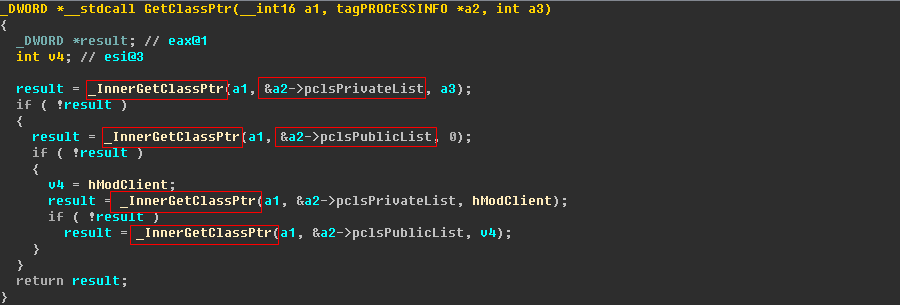 _DWORD *__stdcall GetClassPtr(__int16 a1, tagPROCESSINFO *a2, int a3)
{
  _DWORD *result; // eax@1
  int v4; // esi@3

  result = _InnerGetClassPtr(a1, &a2->pclsPrivateList, a3);
  if ( !result )
  {
    result = _InnerGetClassPtr(a1, &a2->pclsPublicList, 0);
    if ( !result )
    {
      v4 = hModClient;
      result = _InnerGetClassPtr(a1, &a2->pclsPrivateList, hModClient);
      if ( !result )
        result = _InnerGetClassPtr(a1, &a2->pclsPublicList, v4);
    }
  }
  return result;
}